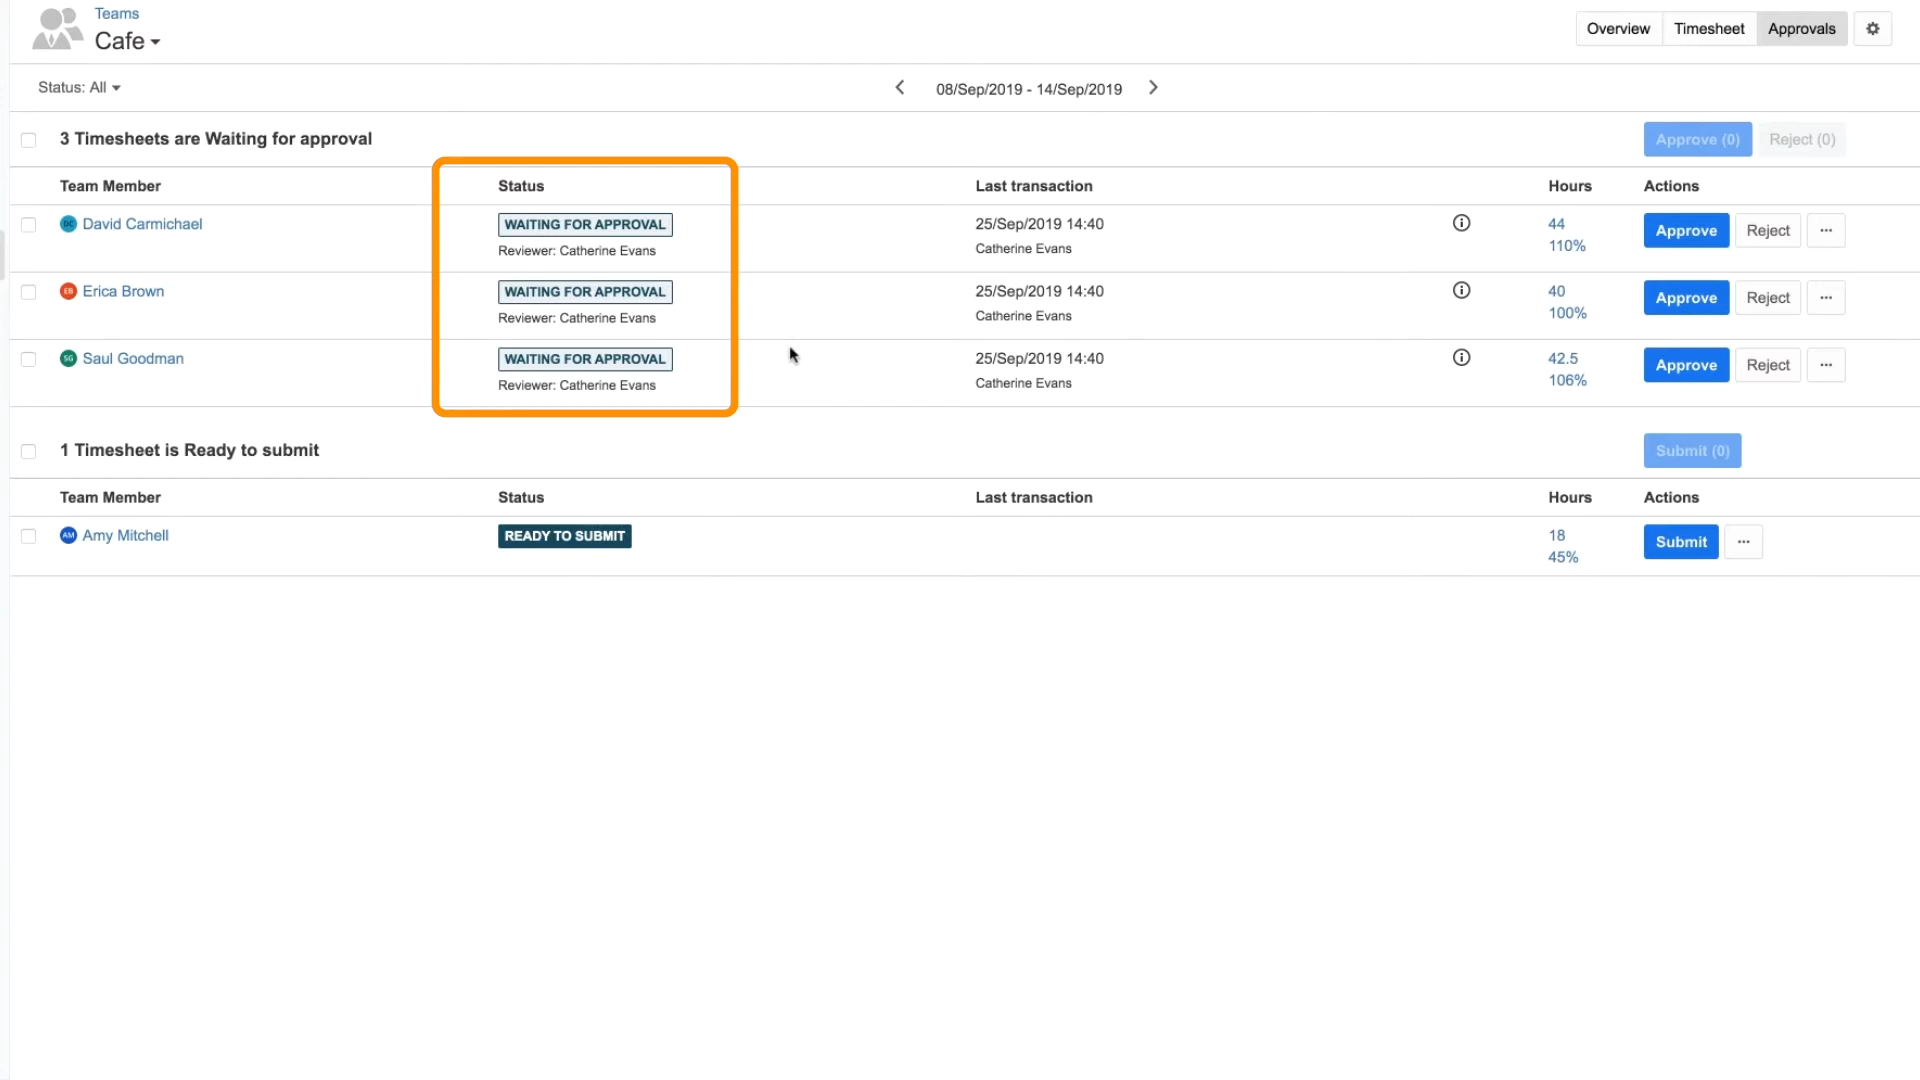 Teams
Cafe
Overview Timesheet Approvals
Status: All
08/Sep/2019 - 14/Sep/2019
3 Timesheets are Waiting for approval
Approve (0) Reject (0)
Team Member Status Last transaction Hours Actions
DC David Carmichael WAITING FOR APPROVAL 25/Sep/2019 14:40 44 Approve Reject ...
Reviewer: Catherine Evans Catherine Evans 110%
EB Erica Brown WAITING FOR APPROVAL 25/Sep/2019 14:40 40 Approve Reject ...
Reviewer: Catherine Evans Catherine Evans 100%
SG Saul Goodman WAITING FOR APPROVAL 25/Sep/2019 14:40 42.5 Approve Reject ...
Reviewer: Catherine Evans Catherine Evans 106%
1 Timesheet is Ready to submit
Submit (0)
Team Member Status Last transaction Hours Actions
AM Amy Mitchell READY TO SUBMIT 18 Submit ...
45%